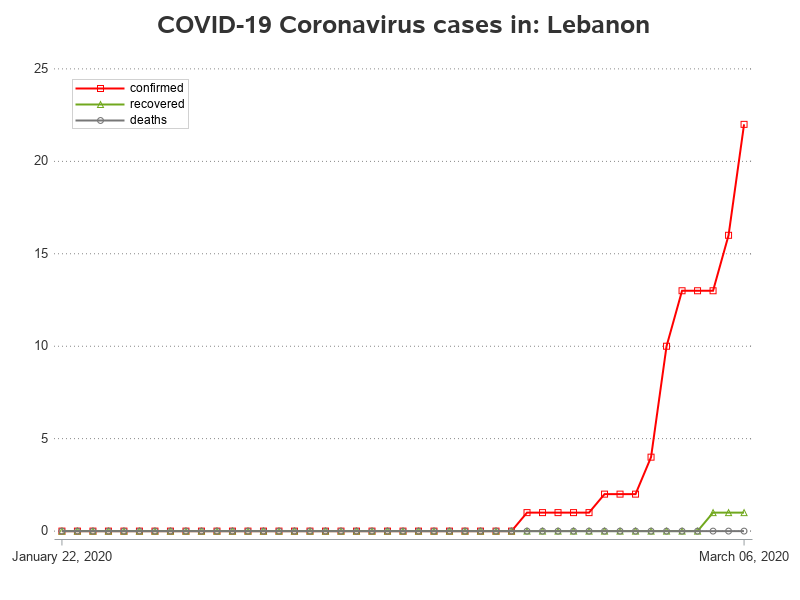 COVID-19 Coronavirus cases in: Lebanon
25
confirmed
recovered
deaths
20
15
10
5
0
January 22, 2020
March 06, 2020